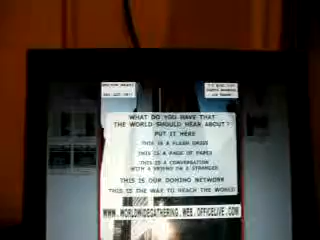 WHAT DO YOU HAVE THAT
THE WORLD SHOULD HEAR ABOUT?
PUT IT HERE
THIS IS A FLASH DRIVE
THIS IS A PAGE OF PAPER
THIS IS A CONVERSATION
WITH A FRIEND OR A STRANGER
THIS IS OUR DOMINO NETWORK
THIS IS THE WAY TO REACH THE WORLD
WWW.WORLDWIDEGATHERING.WEB.OFFICELIVE.COM